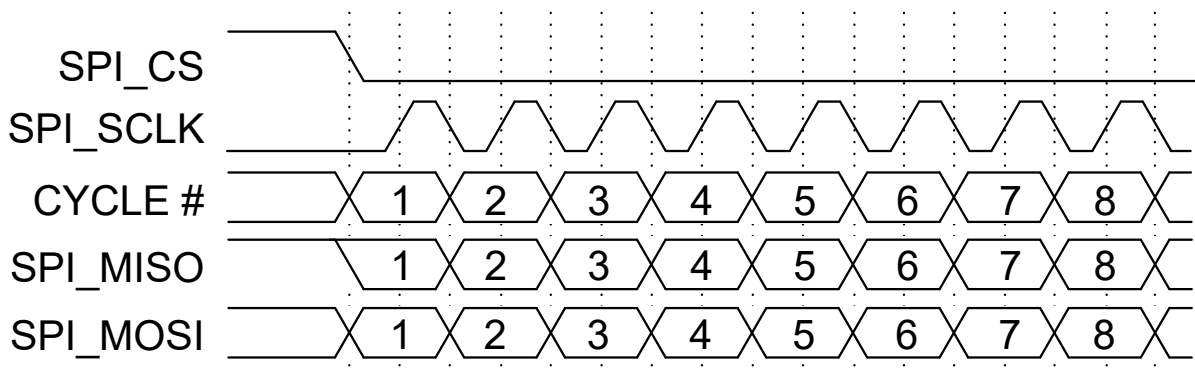 SPI_CS
SPI_SCLK
CYCLE # 1 2 3 4 5 6 7 8
SPI_MISO 1 2 3 4 5 6 7 8
SPI_MOSI 1 2 3 4 5 6 7 8